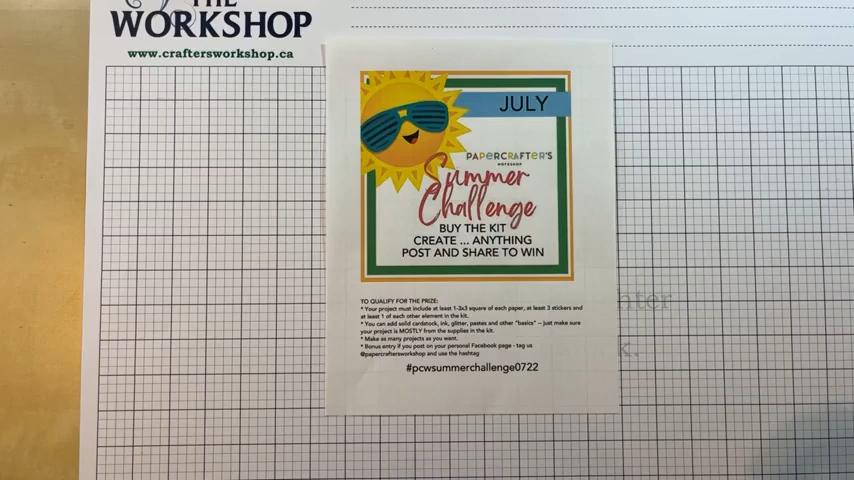 THE
WORKSHOP
www.craftersworkshop.ca
JULY
PAPERCRAFTER'S
WORKSHOP
Summer
Challenge
BUY THE KIT
CREATE ... ANYTHING
POST AND SHARE TO WIN
TO QUALIFY FOR THE PRIZE:
* Your project must include at least 1-3x3 square of each paper, at least 3 stickers and
at least 1 of each other element in the kit.
* You can add solid cardstock, ink, glitter, pastes and other "basics" – just make sure
your project is MOSTLY from the supplies in the kit.
* Make as many projects as you want.
* Bonus entry if you post on your personal Facebook page - tag us
@papercraftersworkshop and use the hashtag
#pcwsummerchallenge0722